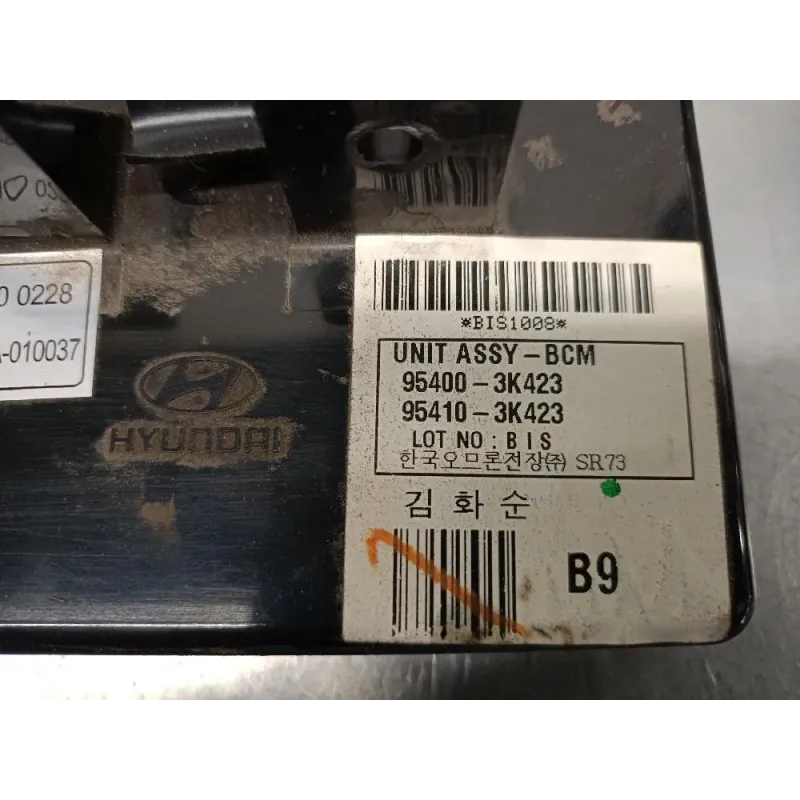 0 0228
A-010037
HYUNDAI
*BIS1008*
UNIT ASSY-BCM
95400-3K423
95410-3K423
LOT NO : BIS
한국오므론전장㈜ SR73
김화순
B9